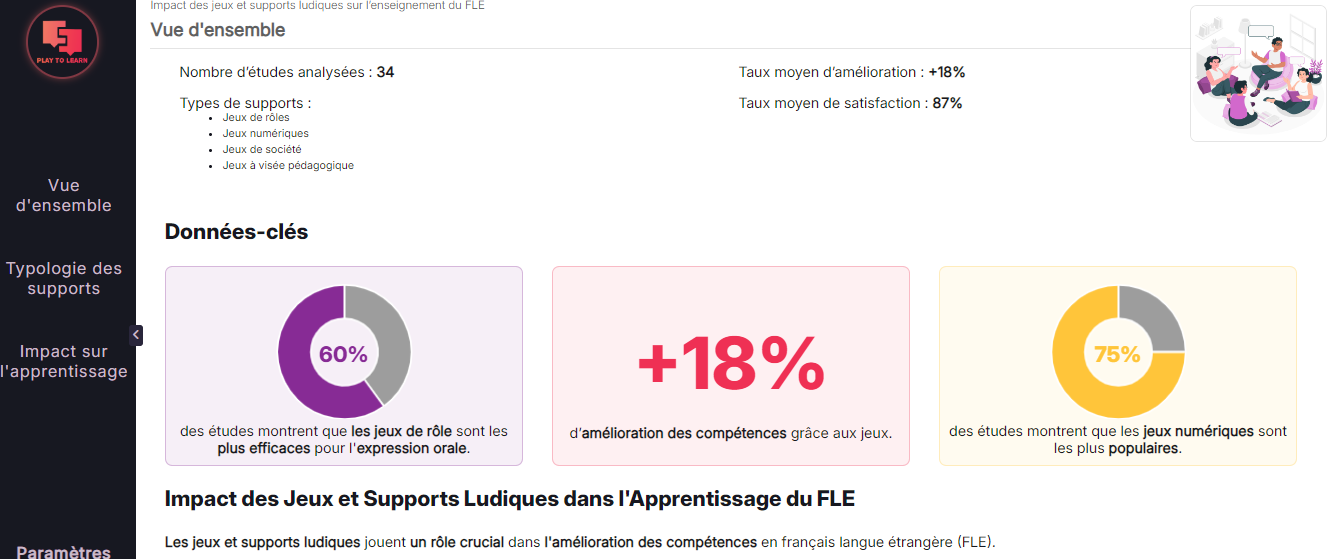 Impact des jeux et supports ludiques sur l’enseignement du FLE
Vue d'ensemble
PLAY TO LEARN
Nombre d’études analysées : 34
Types de supports :
Jeux de rôles
Jeux numériques
Jeux de société
Jeux à visée pédagogique
Taux moyen d’amélioration : +18%
Taux moyen de satisfaction : 87%
Vue
d'ensemble
Typologie des
supports
Impact sur
l'apprentissage
Paramètres
Données-clés
60%
des études montrent que les jeux de rôle sont les
plus efficaces pour l'expression orale.
+18%
d’amélioration des compétences grâce aux jeux.
75%
des études montrent que les jeux numériques sont
les plus populaires.
Impact des Jeux et Supports Ludiques dans l'Apprentissage du FLE
Les jeux et supports ludiques jouent un rôle crucial dans l'amélioration des compétences en français langue étrangère (FLE).